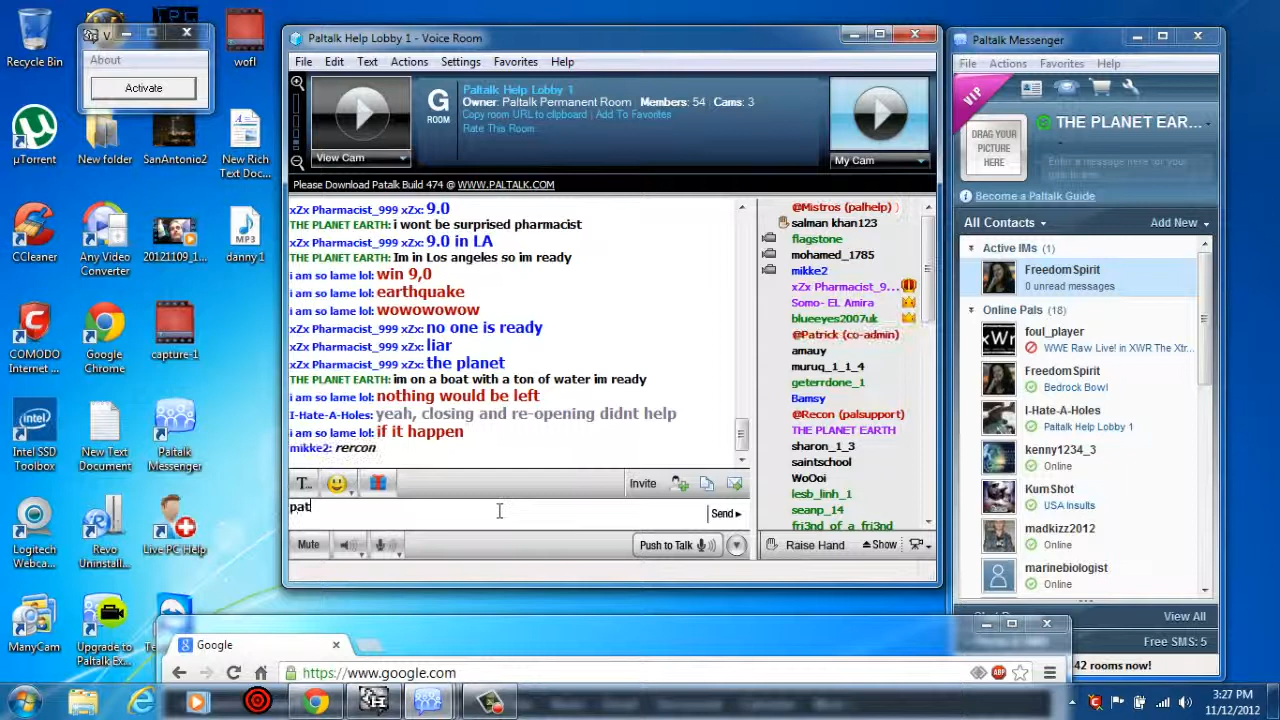 Recycle Bin
wofl
µTorrent
New folder
SanAntonio2
New Rich
Text Doc...
CCleaner
Any Video
Converter
20121109_1...
danny1
COMODO
Internet ...
Google
Chrome
capture-1
Intel SSD
Toolbox
New Text
Document
Paltalk
Messenger
Logitech
Webca...
Revo
Uninstall...
Live PC Help
ManyCam
Upgrade to
Paltalk Ex...
About
Activate
Paltalk Help Lobby 1 - Voice Room
File Edit Text Actions Settings Favorites Help
G
ROOM
Paltalk Help Lobby 1
Owner: Paltalk Permanent Room Members: 54 Cams: 3
Copy room URL to clipboard | Add To Favorites
Rate This Room:
View Cam
My Cam
Please Download Patalk Build 474 @ WWW.PALTALK.COM
xZx Pharmacist_999 xZx: 9.0
THE PLANET EARTH: i wont be surprised pharmacist
xZx Pharmacist_999 xZx: 9.0 in LA
THE PLANET EARTH: Im in Los angeles so im ready
i am so lame lol: win 9,0
i am so lame lol: earthquake
i am so lame lol: wowowowow
xZx Pharmacist_999 xZx: no one is ready
xZx Pharmacist_999 xZx: liar
xZx Pharmacist_999 xZx: the planet
THE PLANET EARTH: im on a boat with a ton of water im ready
i am so lame lol: nothing would be left
I-Hate-A-Holes: yeah, closing and re-opening didnt help
i am so lame lol: if it happen
mikke2: rercon
@Mistros (palhelp)
salman khan123
flagstone
mohamed_1785
mikke2
xZx Pharmacist_9...
Somo- EL Amira
blueeyes2007uk
@Patrick (co-admin)
amauy
muruq_1_1_4
geterrdone_1
Bamsy
@Recon (palsupport)
THE PLANET EARTH
sharon_1_3
saintschool
WoOoi
lesb_linh_1
seanp_14
fri3nd_of_a_fri3nd
Invite
pat
Send
Mute
Push to Talk
Raise Hand
Show
Paltalk Messenger
File Actions Favorites Help
VIP
DRAG YOUR
PICTURE
HERE
THE PLANET EAR...
Enter a message here for your
Become a Paltalk Guide
All Contacts
Add New
Active IMs (1)
FreedomSpirit
0 unread messages
Online Pals (18)
foul_player
WWE Raw Live! in XWR The Xtr...
FreedomSpirit
Bedrock Bowl
I-Hate-A-Holes
Paltalk Help Lobby 1
kenny1234_3
Online
KumShot
USA Insults
madkizz2012
Online
marinebiologist
Online
View All
Free SMS: 5
42 rooms now!
Google
https://www.google.com
ABP
3:27 PM
11/12/2012